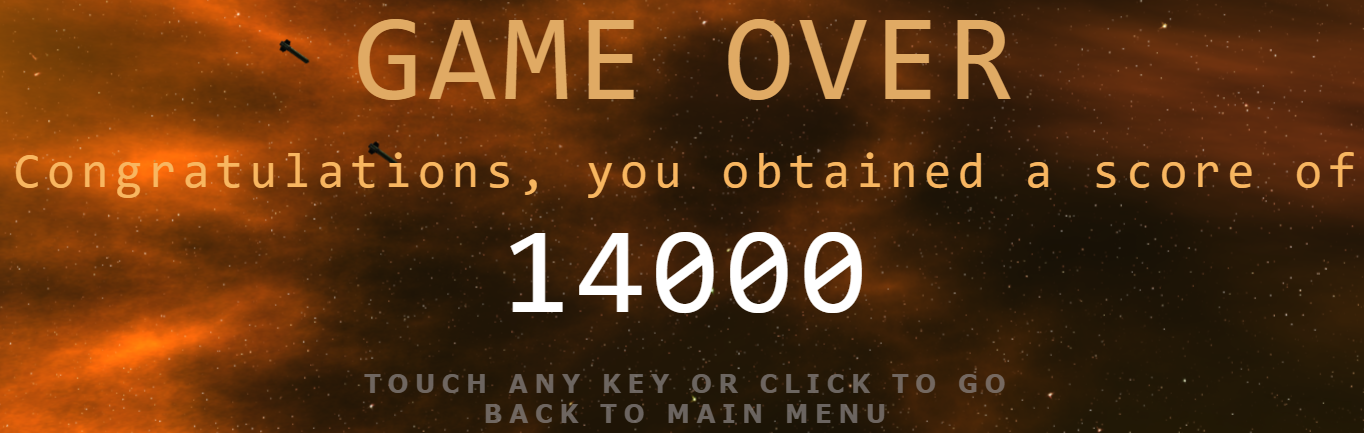 GAME OVER
Congratulations, you obtained a score of
14000
TOUCH ANY KEY OR CLICK TO GO
BACK TO MAIN MENU